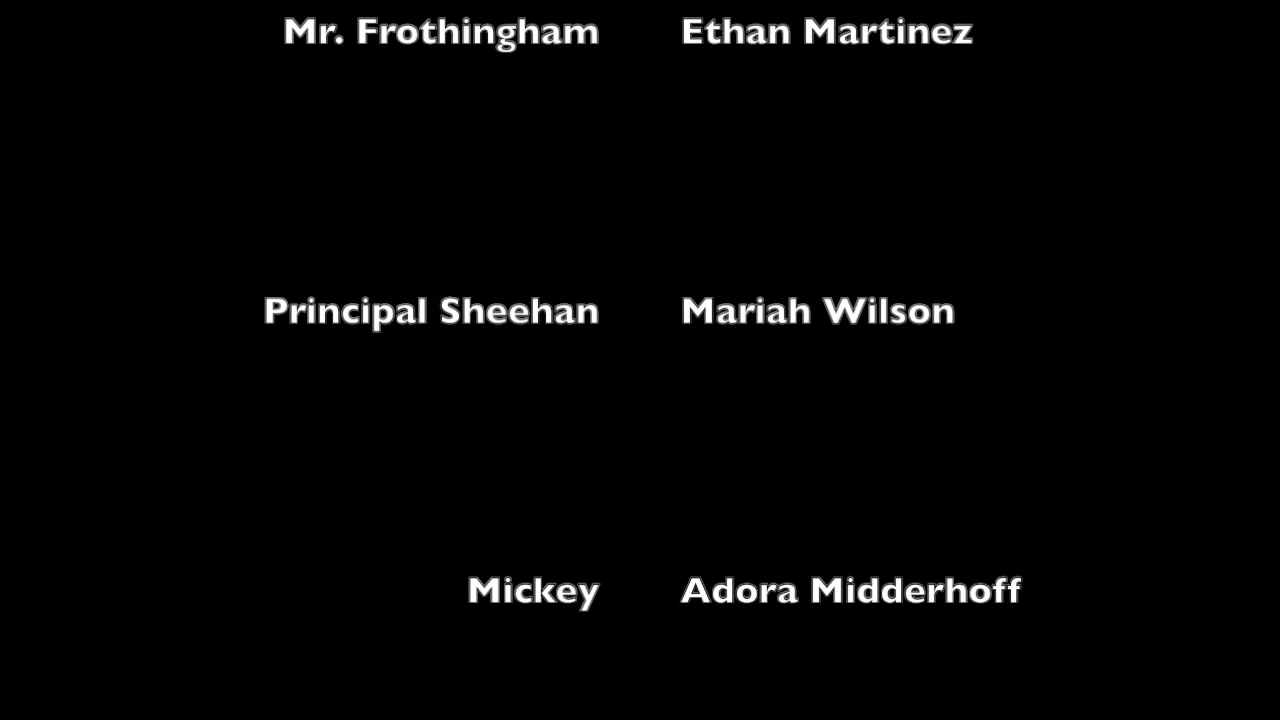 Mr. Frothingham Ethan Martinez
Principal Sheehan Mariah Wilson
Mickey Adora Midderhoff